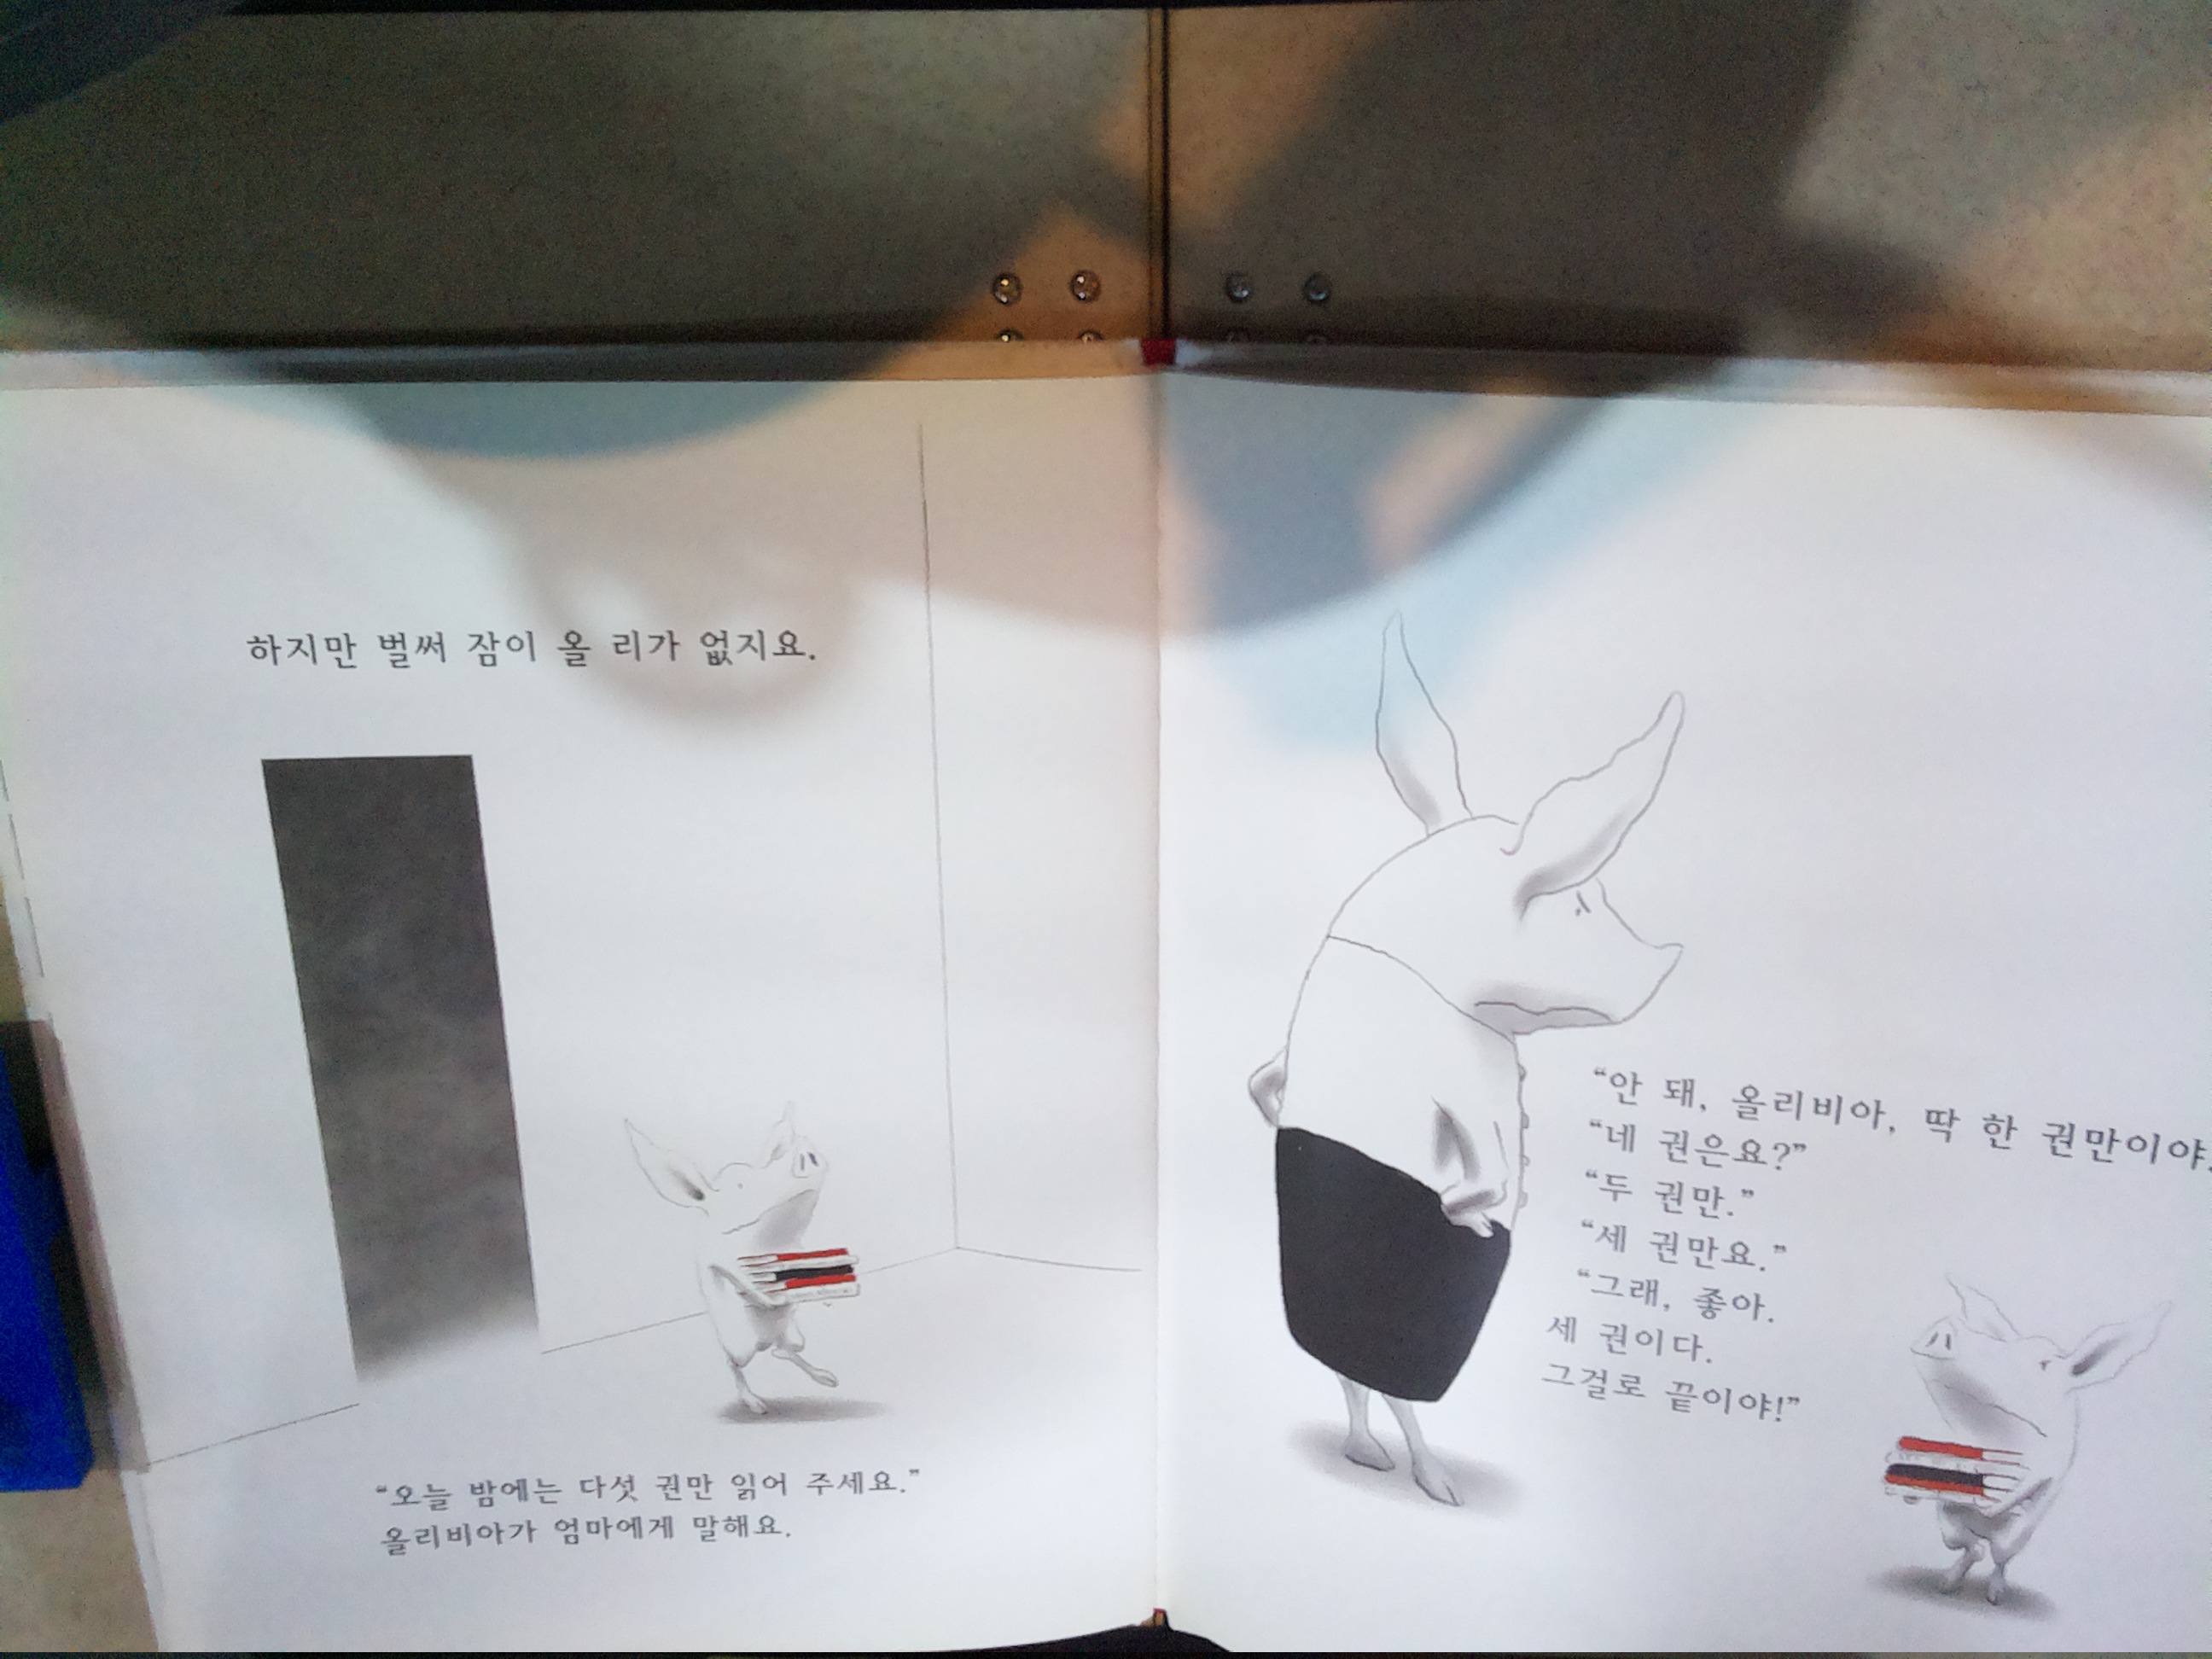 하지만 벌써 잠이 올 리가 없지요.
“오늘 밤에는 다섯 권만 읽어 주세요.”
올리비아가 엄마에게 말해요.
“안 돼, 올리비아, 딱 한 권만이야.
“네 권은요?”
“두 권만.”
“세 권만요.”
“그래, 좋아.
세 권이다.
그걸로 끝이야!”